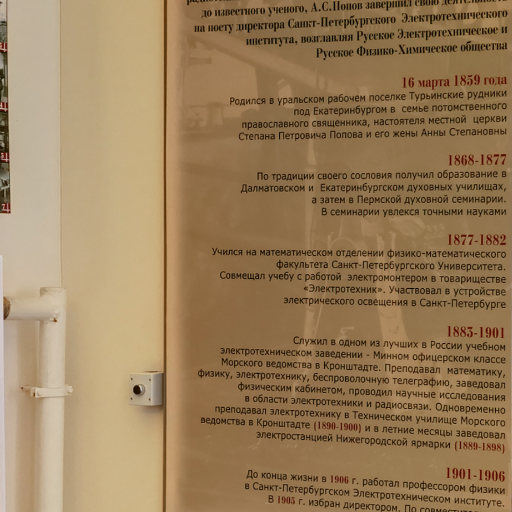 до известного ученого, А.С.Попов завершил свою
на посту директора Санкт-Петербургского Электротехнического
института, возглавляя Русское Электротехническое и
Русское Физико-Химическое общества
16 марта 1859 года
Родился в уральском рабочем поселке Турьинские рудники
под Екатеринбургом в семье потомственного
православного священника, настоятеля местной церкви
Степана Петровича Попова и его жены Анны Степановны
1868-1877
По традиции своего сословия получил образование в
Далматовском и Екатеринбургском духовных училищах,
а затем в Пермской духовной семинарии.
В семинарии увлекся точными науками
1877-1882
Учился на математическом отделении физико-математического
факультета Санкт-Петербургского Университета.
Совмещал учебу с работой электромонтером в товариществе
«Электротехник». Участвовал в устройстве
электрического освещения в Санкт-Петербурге
1883-1901
Служил в одном из лучших в России учебном
электротехническом заведении - Минном офицерском классе
Морского ведомства в Кронштадте. Преподавал математику,
физику, электротехнику, беспроволочную телеграфию, заведовал
физическим кабинетом, проводил научные исследования
в области электротехники и радиосвязи. Одновременно
преподавал электротехнику в Техническом училище Морского
ведомства в Кронштадте (1890-1900) и в летние месяцы заведовал
электростанцией Нижегородской ярмарки (1889-1898)
1901-1906
До конца жизни в 1906 г. работал профессором физики
в Санкт-Петербургском Электротехническом институте.
В 1905 г. избран директором. По